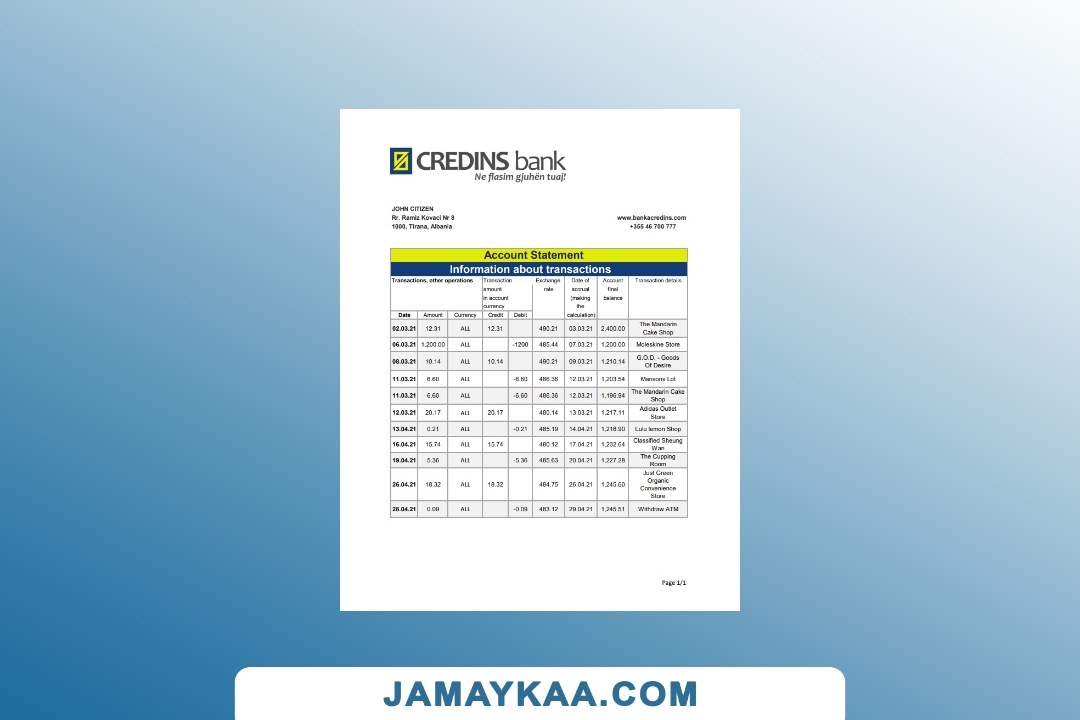 CREDINS bank
Ne flasim gjuhën tuaj!
JOHN CITIZEN
Rr. Ramiz Kovaci Nr 8
1000, Tirana, Albania
www.bankacredins.com
+355 46 700 777
Account Statement
Information about transactions
Transactions, other operations
Transaction
amount
in account
currency
Exchange
rate
Date of
accrual
(making
the
calculation)
Account
final
balance
Transaction details
Date Amount Currency Credit Debit
02.03.21 12.31 ALL 12.31 490.21 03.03.21 2,400.00 The Mandarin
Cake Shop
06.03.21 1,200.00 ALL -1200 485.44 07.03.21 1,200.00 Moleskine Store
08.03.21 10.14 ALL 10.14 490.21 09.03.21 1,210.14 G.O.D. - Goods
Of Desire
11.03.21 6.60 ALL -6.60 486.36 12.03.21 1,203.54 Mansons Lot
11.03.21 6.60 ALL -6.60 486.36 12.03.21 1,196.94 The Mandarin Cake
Shop
12.03.21 20.17 ALL 20.17 480.14 13.03.21 1,217.11 Adidas Outlet
Store
13.04.21 0.21 ALL -0.21 485.19 14.04.21 1,216.90 Lulu lemon Shop
16.04.21 15.74 ALL 15.74 480.12 17.04.21 1,232.64 Classified Sheung
Wan
19.04.21 5.36 ALL -5.36 485.63 20.04.21 1,227.28 The Cupping
Room
26.04.21 18.32 ALL 18.32 484.75 26.04.21 1,245.60 Just Green
Organic
Convenience
Store
28.04.21 0.09 ALL -0.09 483.12 29.04.21 1,245.51 Withdraw ATM
Page 1/1
JAMAYKAA.COM